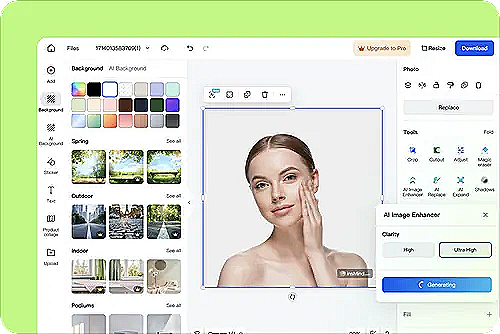 Files
1714013583709(1)
Upgrade to Pro
Resize
Download
Add
Background
AI Background
Sticker
Text
Product collage
Upload
Background
AI Background
Spring
See all
Outdoor
See all
Indoor
See all
Podiums
See all
insMind
Photo
Replace
Tools
Fold
Crop
Cutout
Adjust
Magic eraser
AI Image Enhancer
AI Replace
AI Expand
Shadows
AI Image Enhancer
Clarity
High
Ultra High
Generating
Fill